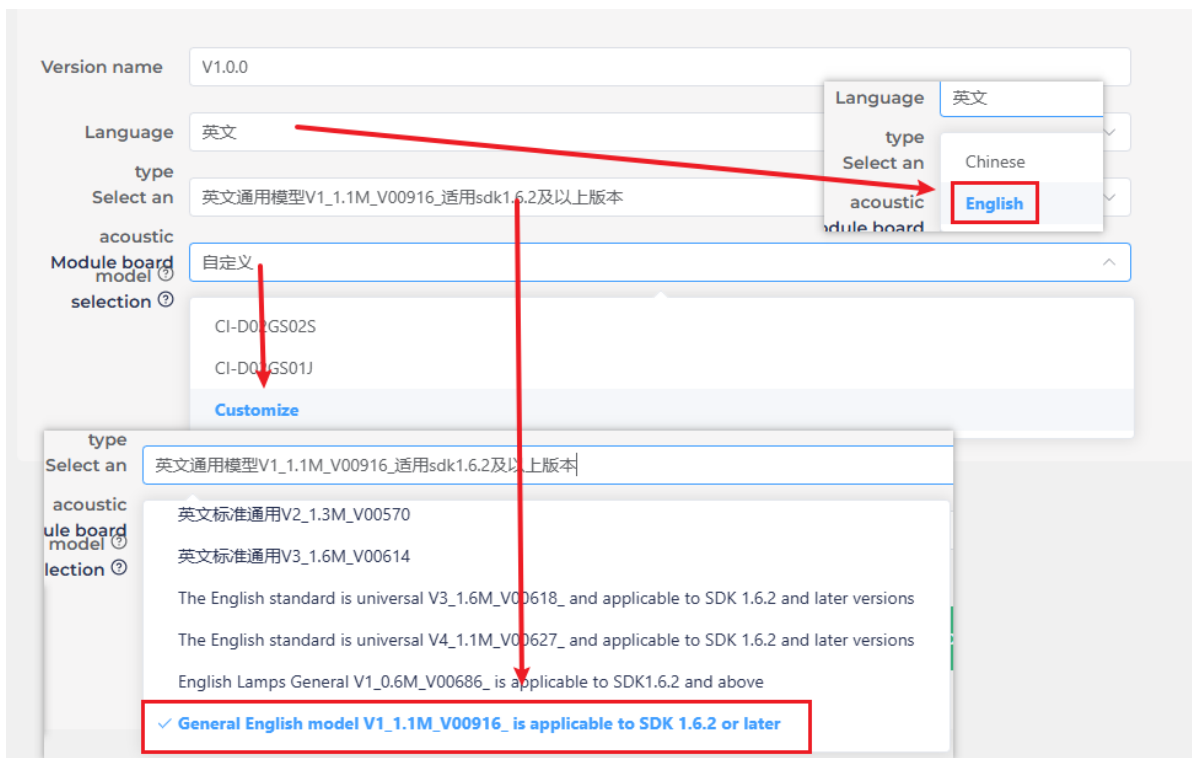 Version name
V1.0.0
Language
type
英文
Language
type
英文
Chinese
English
Select an
acoustic
dule board
Select an
acoustic
model
英文通用模型V1_1.1M_V00916_适用sdk1.6.2及以上版本
Module board
selection
自定义
CI-D02GS02S
CI-D02GS01J
Customize
type
Select an
acoustic
model
英文通用模型V1_1.1M_V00916_适用sdk1.6.2及以上版本
ule board
lection
英文标准通用V2_1.3M_V00570
英文标准通用V3_1.6M_V00614
The English standard is universal V3_1.6M_V00618_ and applicable to SDK 1.6.2 and later versions
The English standard is universal V4_1.1M_V00627_ and applicable to SDK 1.6.2 and later versions
English Lamps General V1_0.6M_V00686_ is applicable to SDK1.6.2 and above
General English model V1_1.1M_V00916_ is applicable to SDK 1.6.2 or later